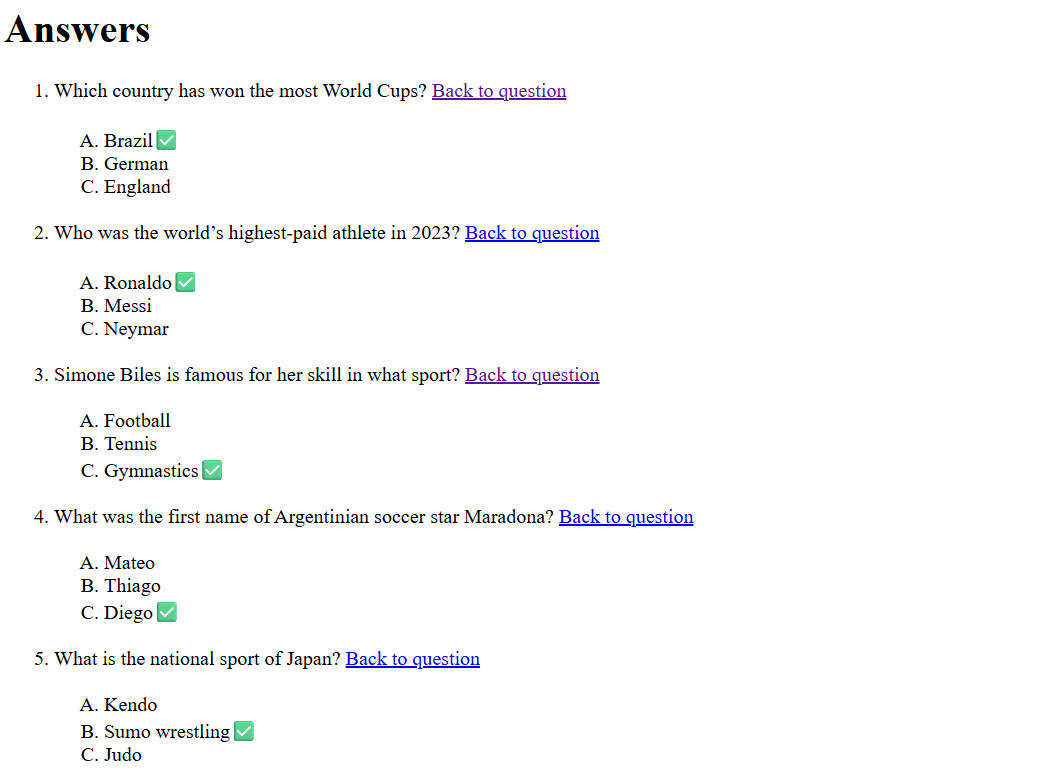 Answers
1. Which country has won the most World Cups? Back to question
A. Brazil ✅
B. German
C. England
2. Who was the world’s highest-paid athlete in 2023? Back to question
A. Ronaldo ✅
B. Messi
C. Neymar
3. Simone Biles is famous for her skill in what sport? Back to question
A. Football
B. Tennis
C. Gymnastics ✅
4. What was the first name of Argentinian soccer star Maradona? Back to question
A. Mateo
B. Thiago
C. Diego ✅
5. What is the national sport of Japan? Back to question
A. Kendo
B. Sumo wrestling ✅
C. Judo